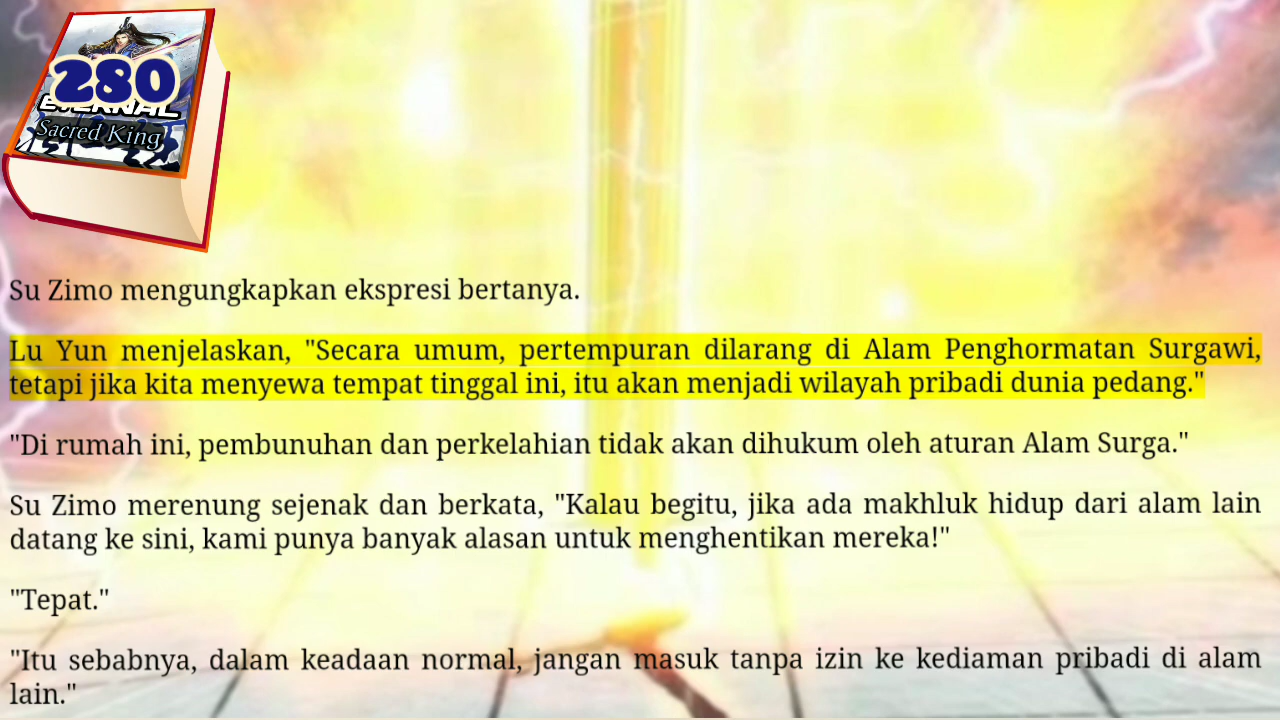 280
ETERNAL
Sacred King
Su Zimo mengungkapkan ekspresi bertanya.
Lu Yun menjelaskan, "Secara umum, pertempuran dilarang di Alam Penghormatan Surgawi,
tetapi jika kita menyewa tempat tinggal ini, itu akan menjadi wilayah pribadi dunia pedang."
"Di rumah ini, pembunuhan dan perkelahian tidak akan dihukum oleh aturan Alam Surga."
Su Zimo merenung sejenak dan berkata, "Kalau begitu, jika ada makhluk hidup dari alam lain
datang ke sini, kami punya banyak alasan untuk menghentikan mereka!"
"Tepat."
"Itu sebabnya, dalam keadaan normal, jangan masuk tanpa izin ke kediaman pribadi di alam
lain."